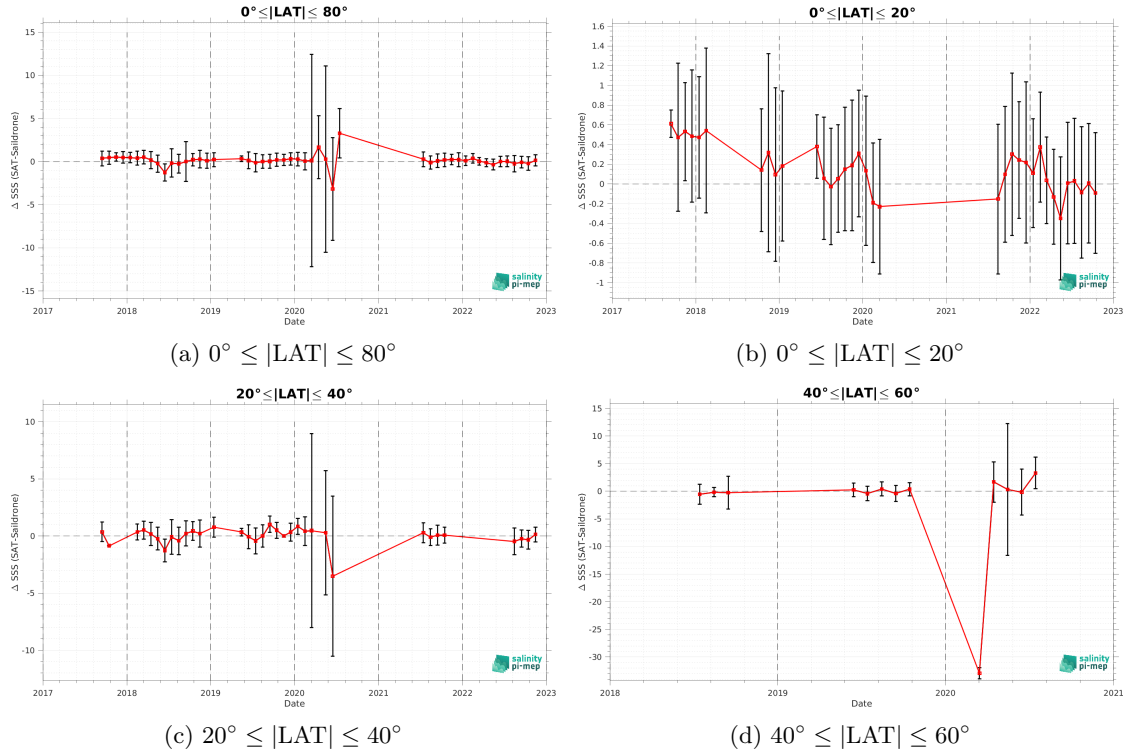 0°≤|LAT|≤ 80°
15
10
5
0
-5
-10
-15
Δ SSS (SAT-Saildrone)
2017
2018
2019
2020
2021
2022
2023
Date
salinity
pi-mep
(a) 0° ≤ |LAT| ≤ 80°
0°≤|LAT|≤ 20°
1.6
1.4
1.2
1
0.8
0.6
0.4
0.2
0
-0.2
-0.4
-0.6
-0.8
-1
Δ SSS (SAT-Saildrone)
2017
2018
2019
2020
2021
2022
2023
Date
salinity
pi-mep
(b) 0° ≤ |LAT| ≤ 20°
20°≤|LAT|≤ 40°
10
5
0
-5
-10
Δ SSS (SAT-Saildrone)
2017
2018
2019
2020
2021
2022
2023
Date
salinity
pi-mep
(c) 20° ≤ |LAT| ≤ 40°
40°≤|LAT|≤ 60°
15
10
5
0
-5
-10
-15
-20
-25
-30
Δ SSS (SAT-Saildrone)
2018
2019
2020
2021
Date
salinity
pi-mep
(d) 40° ≤ |LAT| ≤ 60°